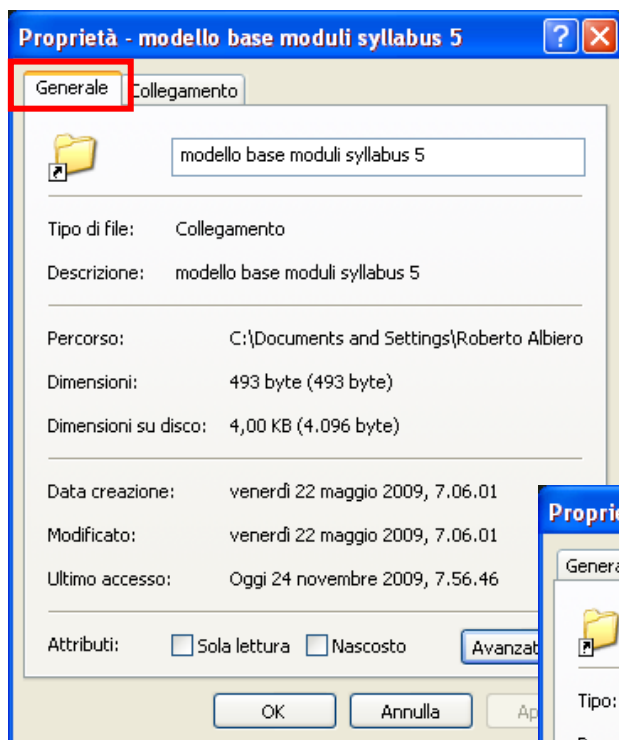 Proprietà - modello base moduli syllabus 5
Generale Collegamento
modello base moduli syllabus 5
Tipo di file: Collegamento
Descrizione: modello base moduli syllabus 5
Percorso: C:\Documents and Settings\Roberto Albiero
Dimensioni: 493 byte (493 byte)
Dimensioni su disco: 4,00 KB (4.096 byte)
Data creazione: venerdì 22 maggio 2009, 7.06.01
Modificato: venerdì 22 maggio 2009, 7.06.01
Ultimo accesso: Oggi 24 novembre 2009, 7.56.46
Attributi: Sola lettura Nascosto Avanzat
OK Annulla Ap
Proprie
Genera
Tipo: